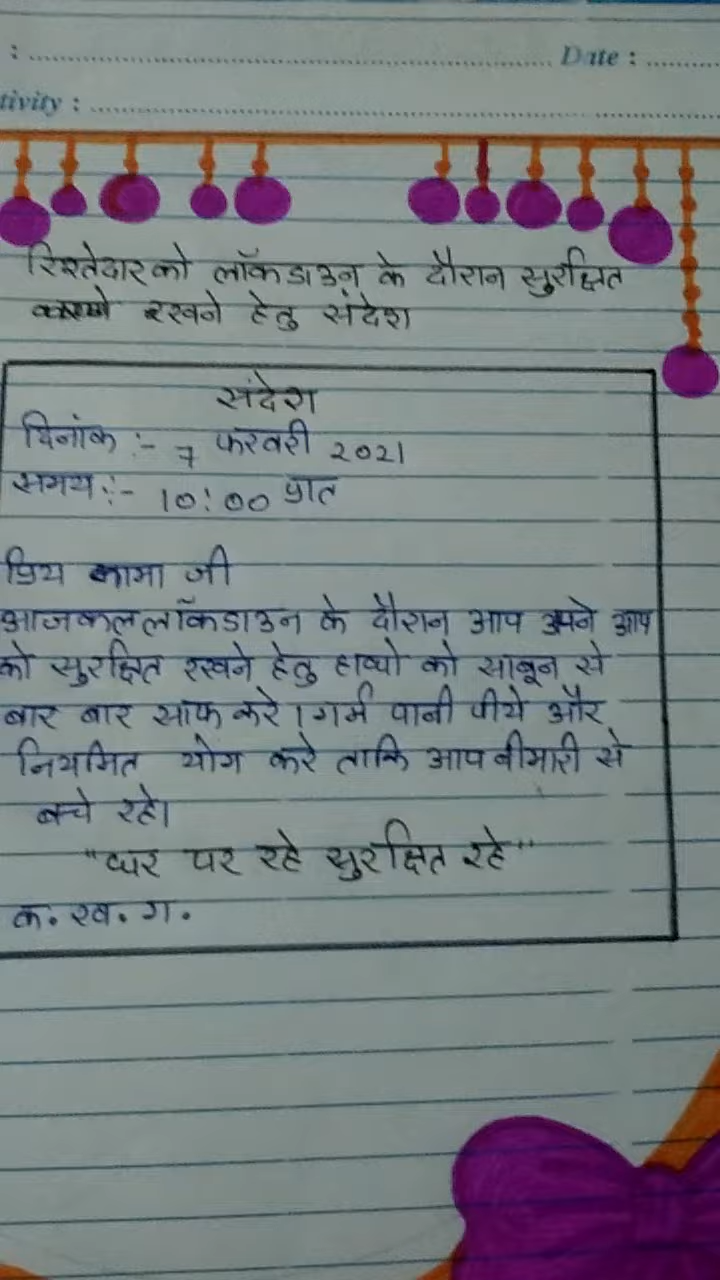 : Date :
tivity :
रिश्तेदार को लॉकडाउन के दौरान सुरक्षित
रखने हेतु संदेश
संदेश
दिनांक :- 7 फरवरी 2021
समय :- 10:00 प्रात
प्रिय मामा जी
आजकल लॉकडाउन के दौरान आप अपने आप
को सुरक्षित रखने हेतु हाथो को साबून से
बार बार साफ करे । गर्म पानी पीये और
नियमित योग करे ताकि आप बीमारी से
बच्चे रहे।
"घर पर रहे सुरक्षित रहे"
क. ख. ग.